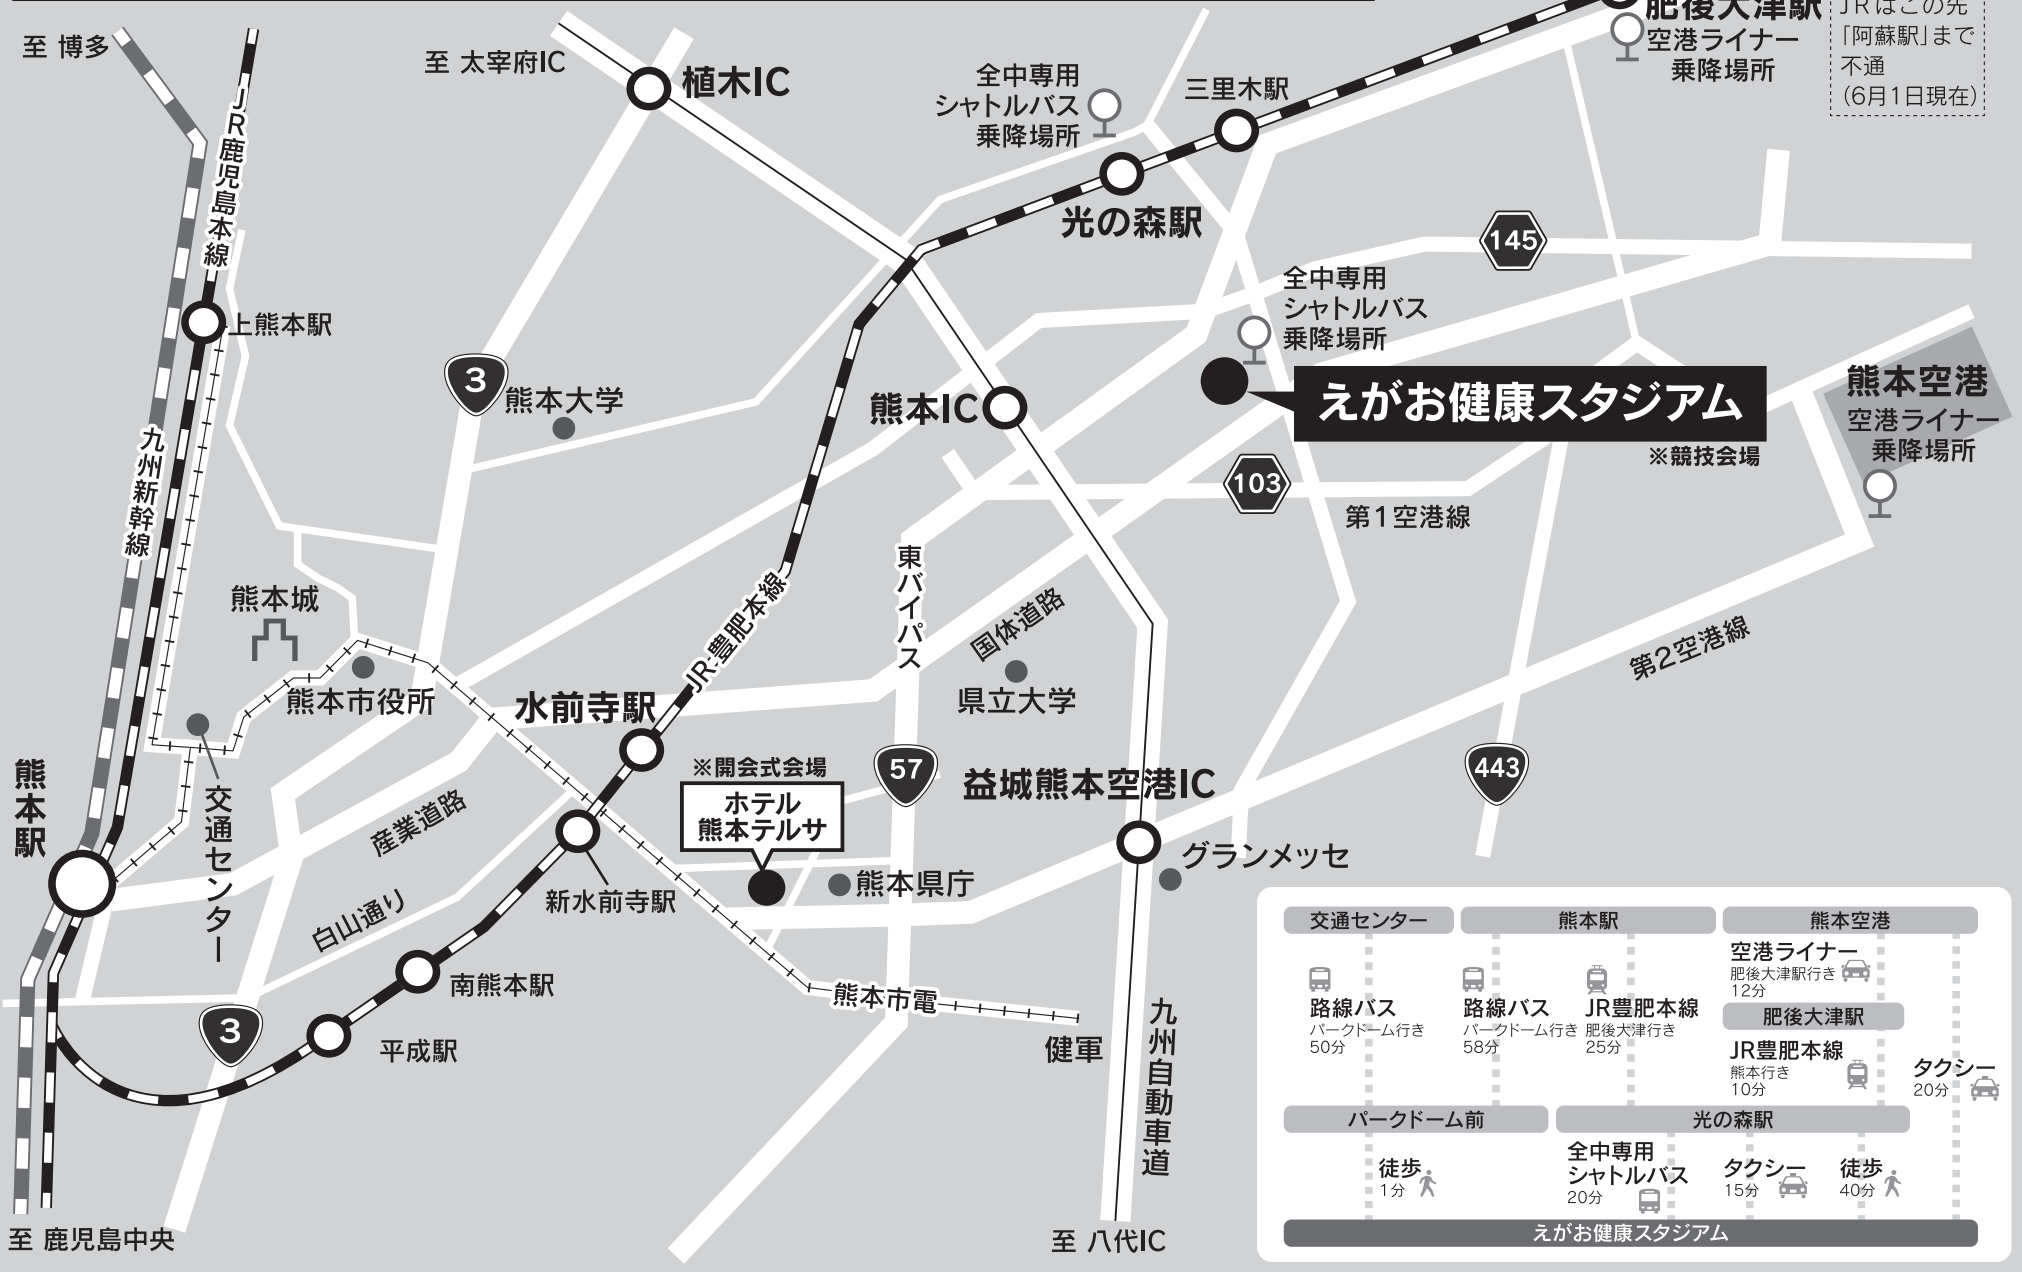 肥後大津駅
空港ライナー
乗降場所
JRはこの先
「阿蘇駅」まで
不通
（6月1日現在）
至 博多
至 太宰府IC
植木IC
全中専用
シャトルバス
乗降場所
三里木駅
光の森駅
JR鹿児島本線
上熊本駅
145
全中専用
シャトルバス
乗降場所
3
熊本大学
熊本IC
えがお健康スタジアム
※競技会場
熊本空港
空港ライナー
乗降場所
九州新幹線
103
第1空港線
東バイパス
国体道路
県立大学
熊本城
熊本市役所
JR豊肥本線
水前寺駅
第2空港線
熊本駅
交通センター
産業道路
白山通り
※開会式会場
ホテル
熊本テルサ
57
益城熊本空港IC
443
グランメッセ
熊本県庁
新水前寺駅
南熊本駅
平成駅
3
熊本市電
健軍
九州自動車道
至 鹿児島中央
至 八代IC
交通センター
熊本駅
熊本空港
路線バス
パークドーム行き
50分
路線バス
パークドーム行き
58分
JR豊肥本線
肥後大津行き
25分
空港ライナー
肥後大津駅行き
12分
肥後大津駅
JR豊肥本線
熊本行き
10分
タクシー
20分
パークドーム前
光の森駅
徒歩
1分
全中専用
シャトルバス
20分
タクシー
15分
徒歩
40分
えがお健康スタジアム